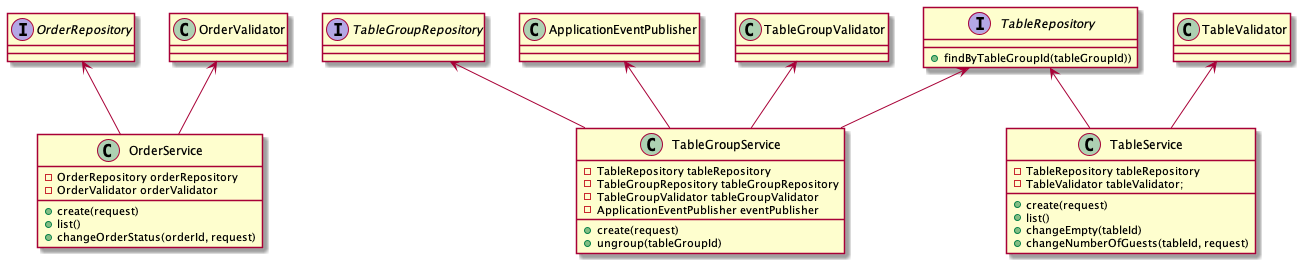 I OrderRepository
C OrderValidator
I TableGroupRepository
C ApplicationEventPublisher
C TableGroupValidator
I TableRepository
findByTableGroupId(tableGroupId))
C TableValidator
C OrderService
OrderRepository orderRepository
OrderValidator orderValidator
create(request)
list()
changeOrderStatus(orderId, request)
C TableGroupService
TableRepository tableRepository
TableGroupRepository tableGroupRepository
TableGroupValidator tableGroupValidator
ApplicationEventPublisher eventPublisher
create(request)
ungroup(tableGroupId)
C TableService
TableRepository tableRepository
TableValidator tableValidator;
create(request)
list()
changeEmpty(tableId)
changeNumberOfGuests(tableId, request)